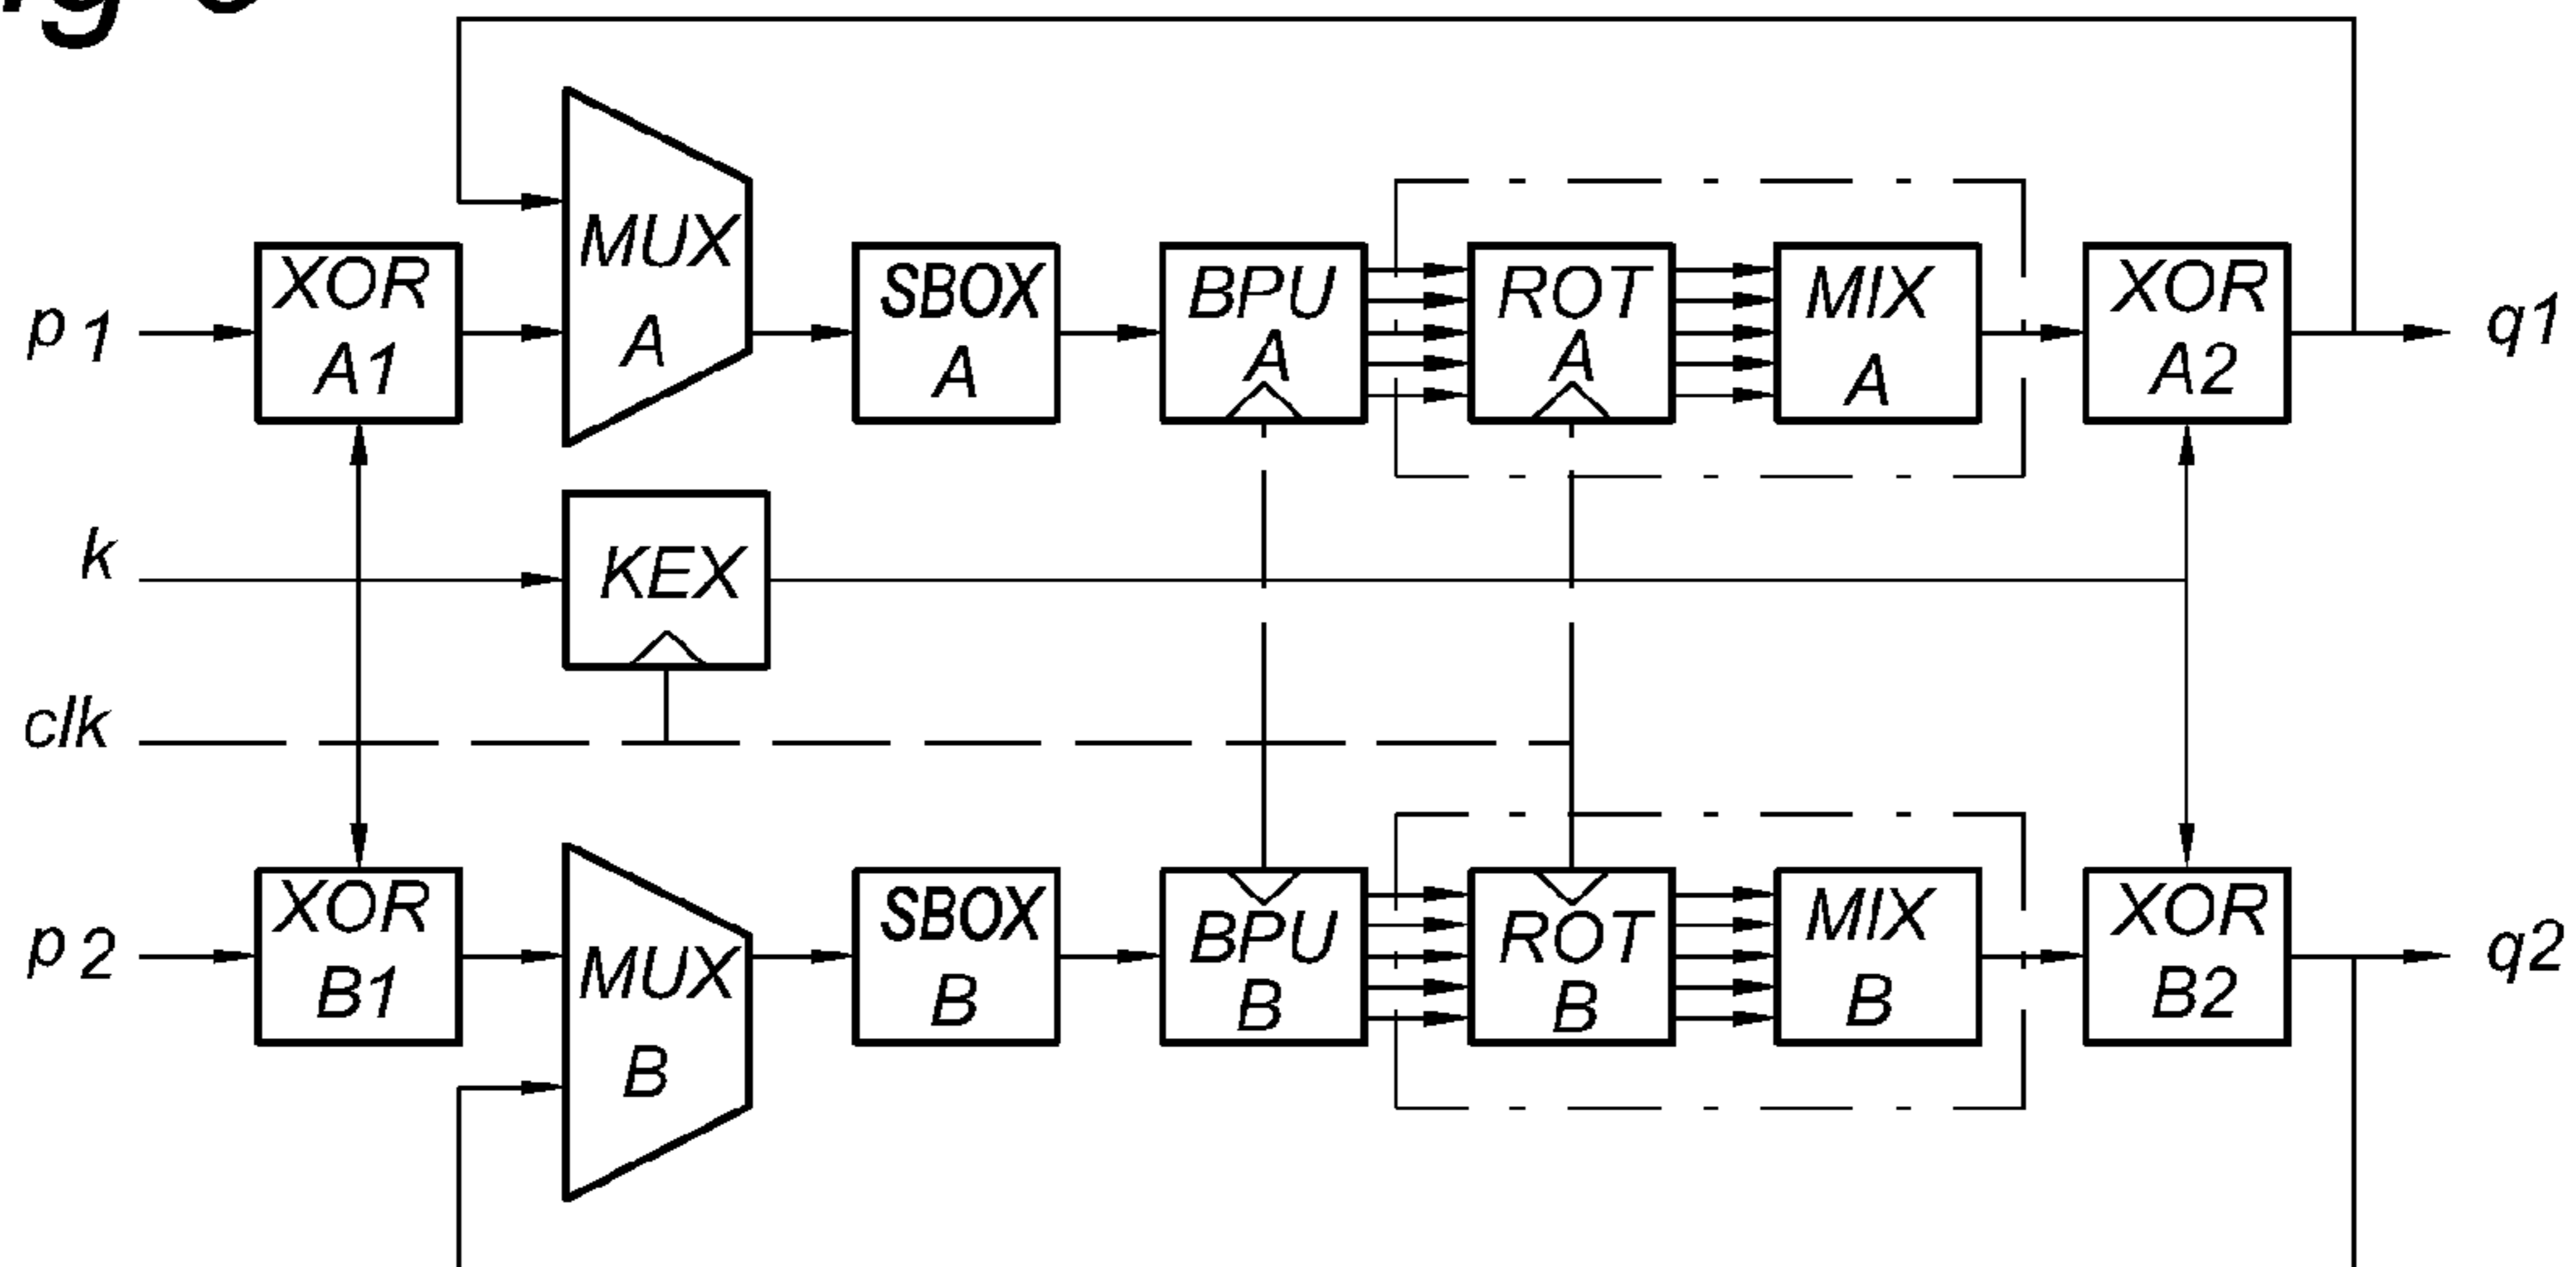 p1
XOR
A1
MUX
A
SBOX
A
BPU
A
ROT
A
MIX
A
XOR
A2
q1
k
KEX
clk
p2
XOR
B1
MUX
B
SBOX
B
BPU
B
ROT
B
MIX
B
XOR
B2
q2